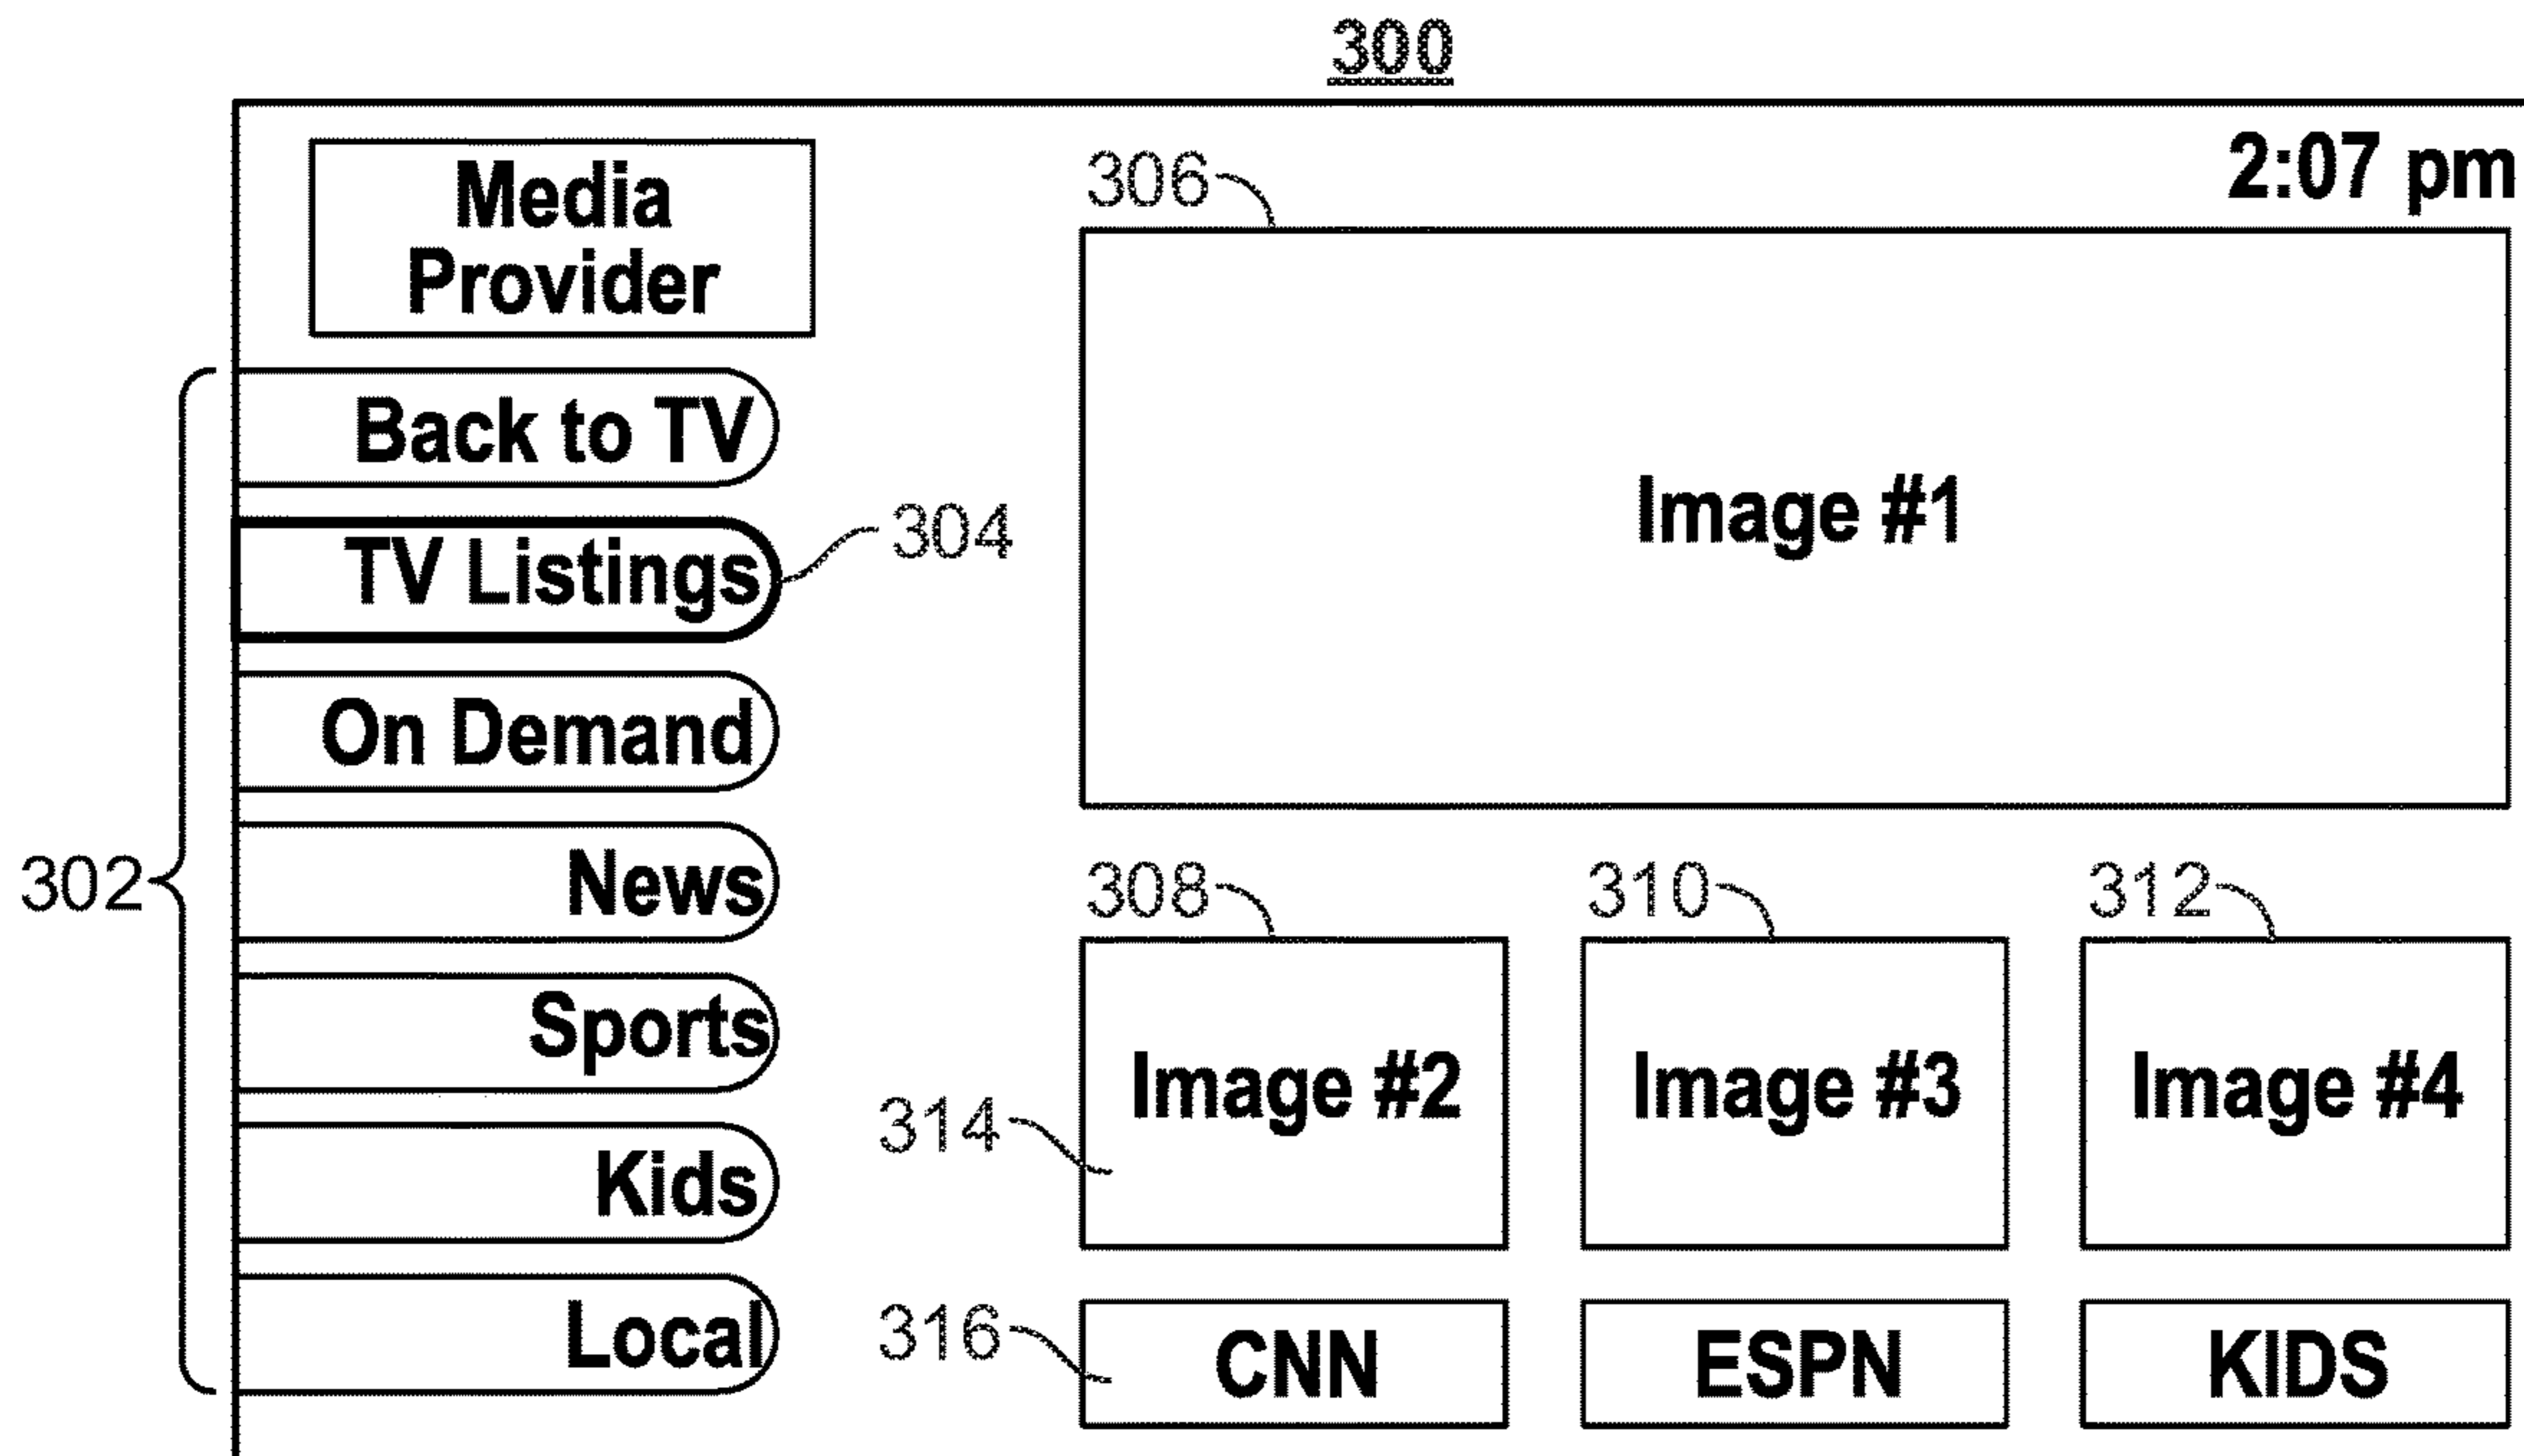 300
2:07 pm
Media
Provider
306
Back to TV
Image #1
TV Listings
304
On Demand
302
News
308
310
312
Sports
Image #2
Image #3
Image #4
314
Kids
316
Local
CNN
ESPN
KIDS